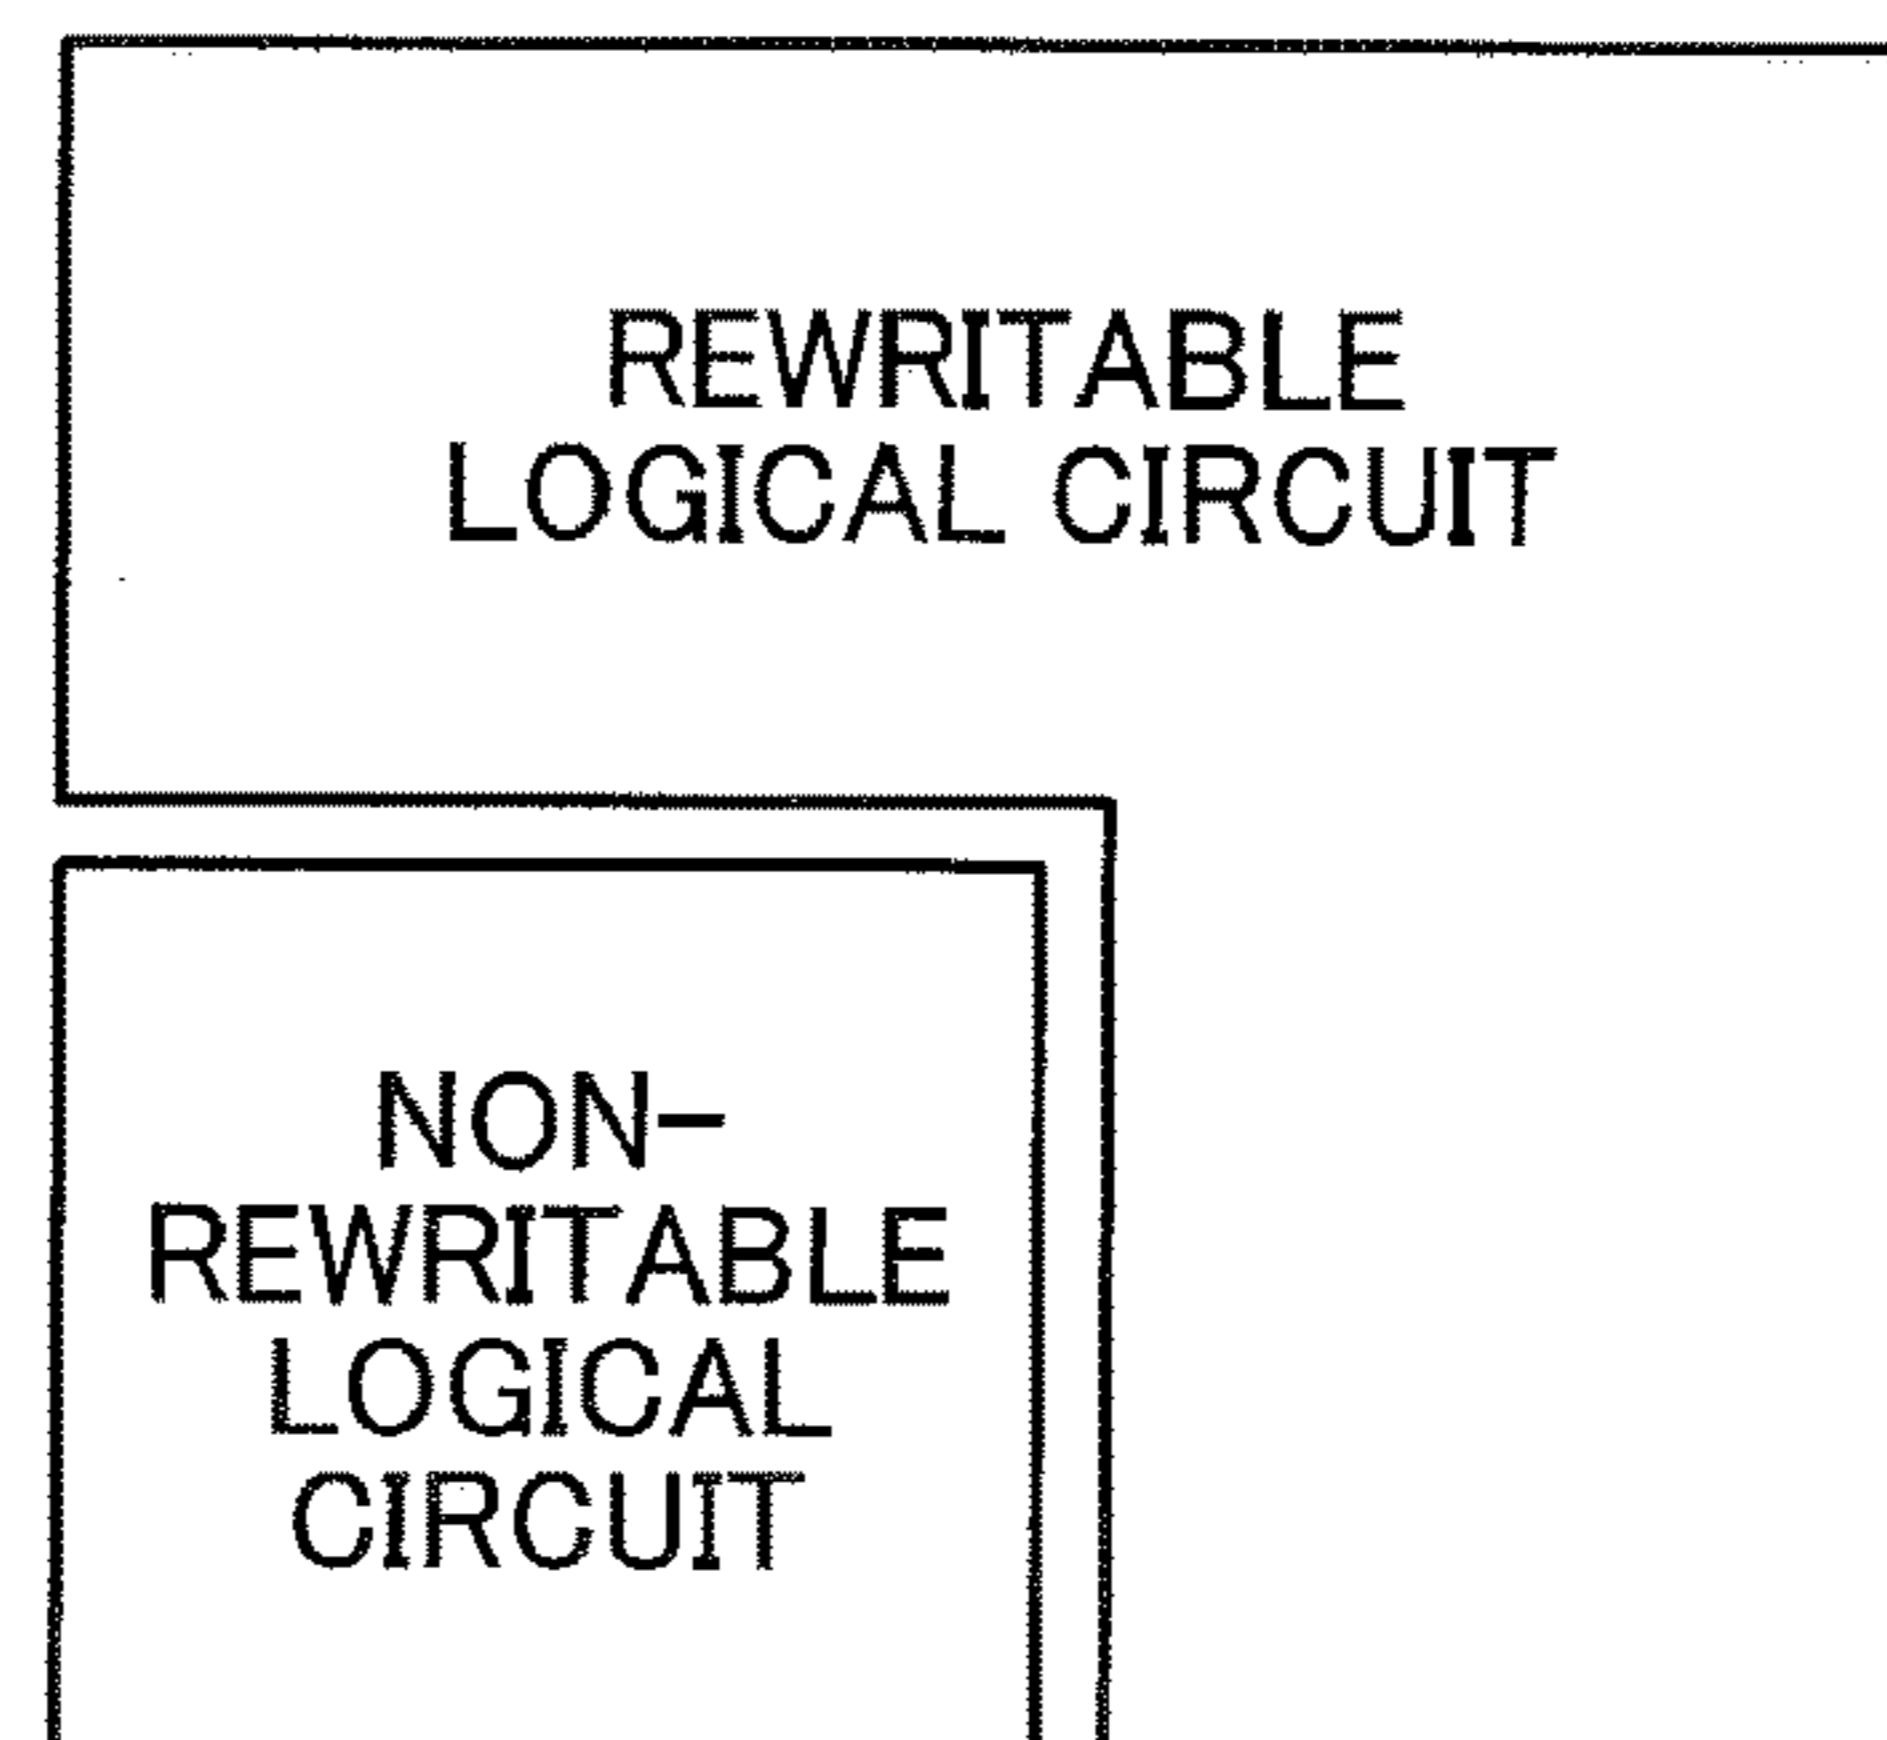 REWRITABLE
LOGICAL CIRCUIT
NON-
REWRITABLE
LOGICAL
CIRCUIT